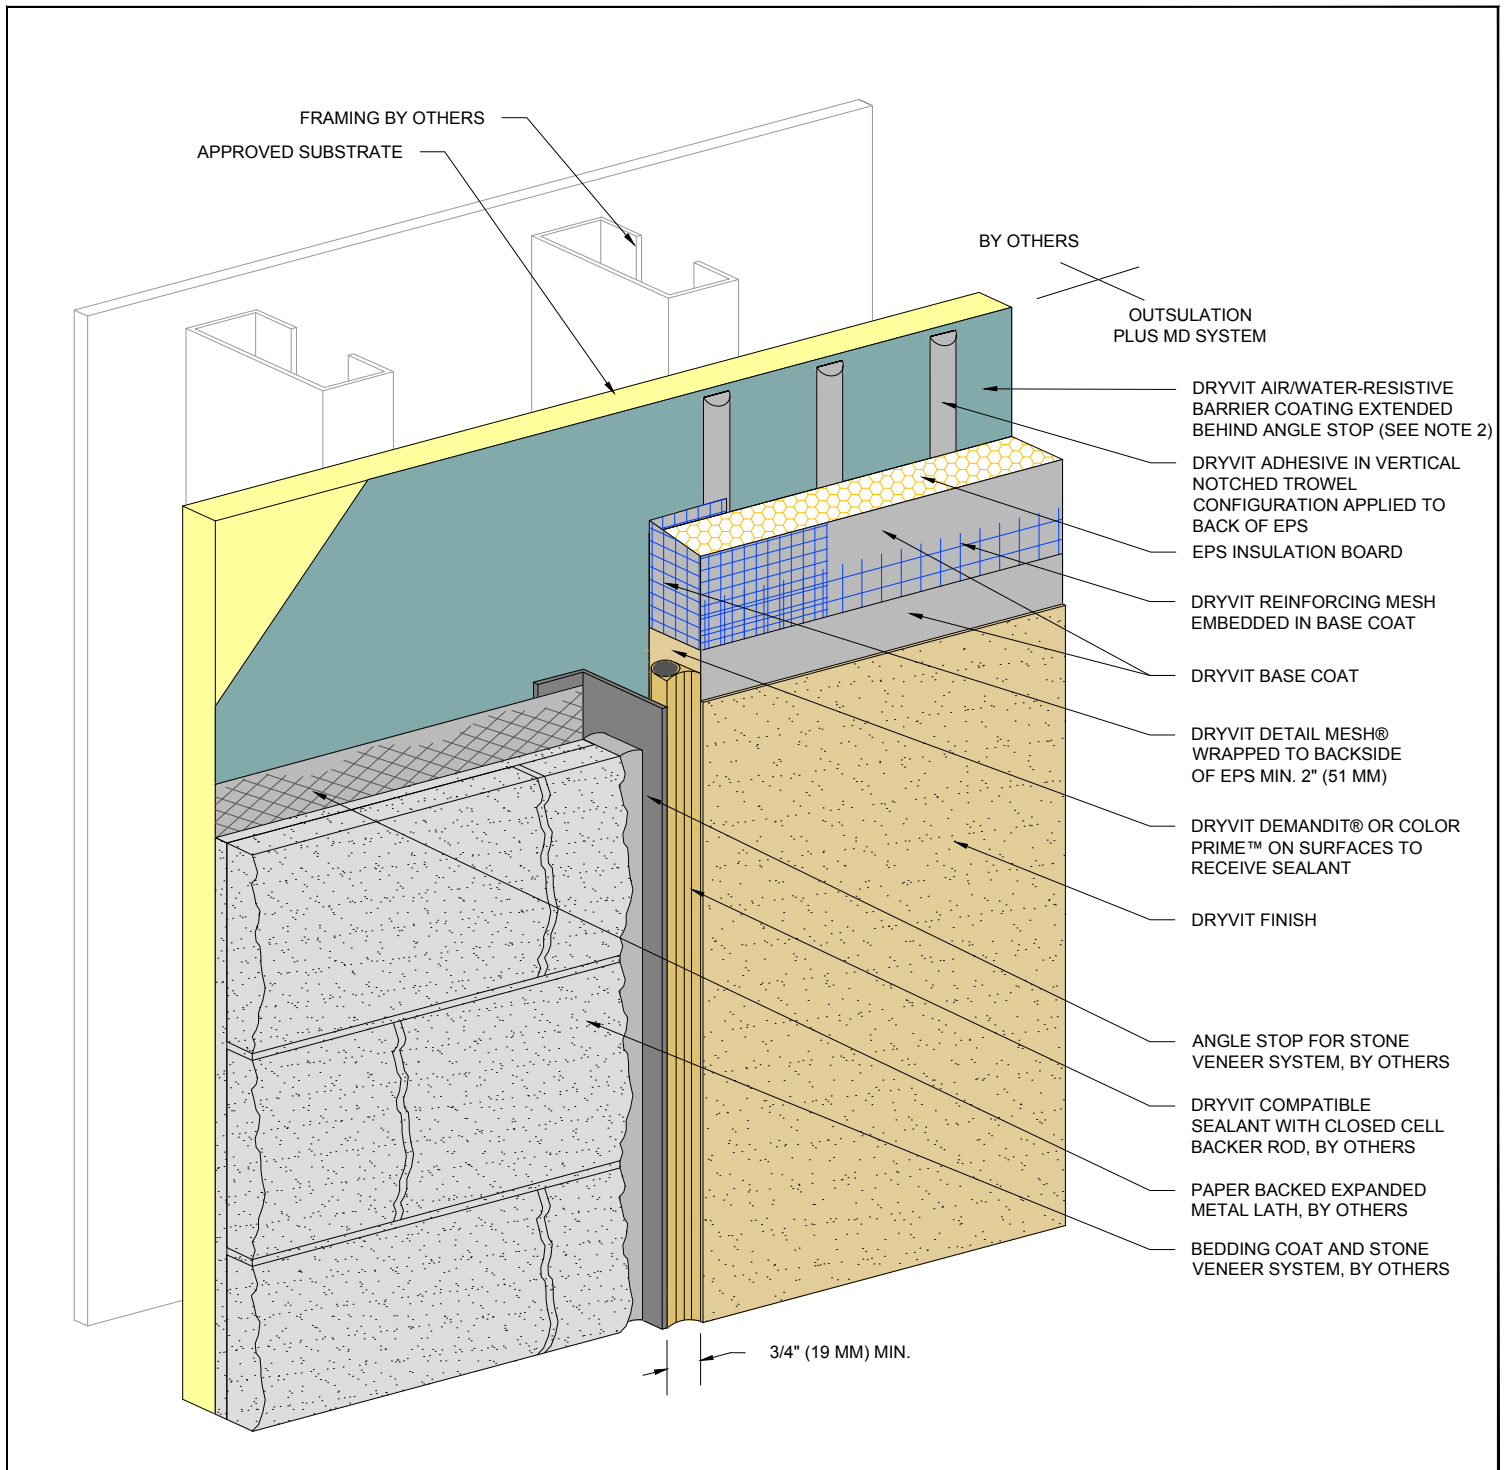 FRAMING BY OTHERS
APPROVED SUBSTRATE
BY OTHERS
OUTSULATION
PLUS MD SYSTEM
DRYVIT AIR/WATER-RESISTIVE
BARRIER COATING EXTENDED
BEHIND ANGLE STOP (SEE NOTE 2)
DRYVIT ADHESIVE IN VERTICAL
NOTCHED TROWEL
CONFIGURATION APPLIED TO
BACK OF EPS
EPS INSULATION BOARD
DRYVIT REINFORCING MESH
EMBEDDED IN BASE COAT
DRYVIT BASE COAT
DRYVIT DETAIL MESH®
WRAPPED TO BACKSIDE
OF EPS MIN. 2" (51 MM)
DRYVIT DEMANDIT® OR COLOR
PRIME™ ON SURFACES TO
RECEIVE SEALANT
DRYVIT FINISH
ANGLE STOP FOR STONE
VENEER SYSTEM, BY OTHERS
DRYVIT COMPATIBLE
SEALANT WITH CLOSED CELL
BACKER ROD, BY OTHERS
PAPER BACKED EXPANDED
METAL LATH, BY OTHERS
BEDDING COAT AND STONE
VENEER SYSTEM, BY OTHERS
3/4" (19 MM) MIN.